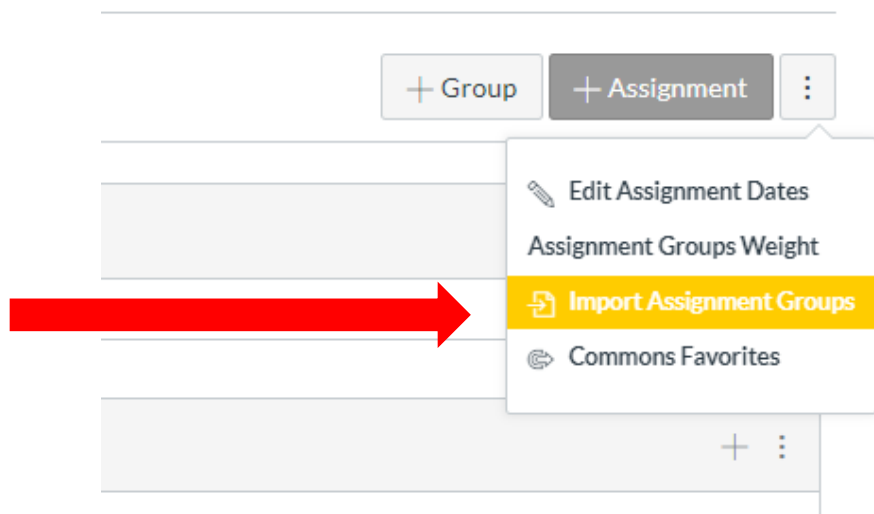 + Group + Assignment
Edit Assignment Dates
Assignment Groups Weight
Import Assignment Groups
Commons Favorites